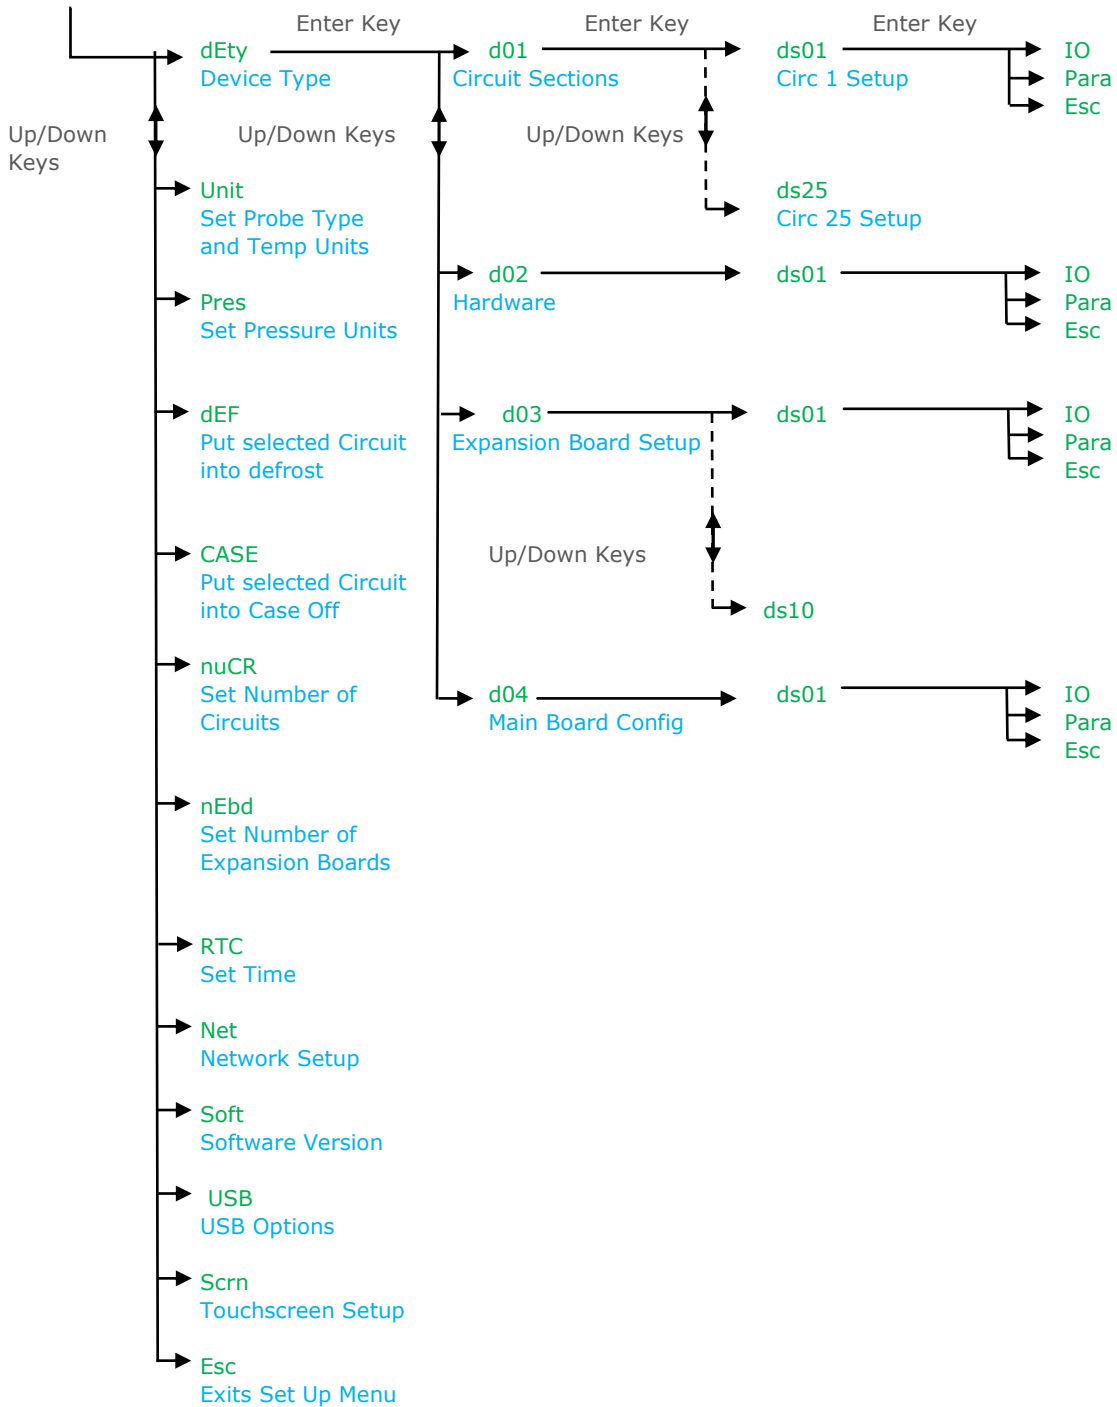 Enter Key Enter Key Enter Key
dEty d01 ds01 IO
Device Type Circuit Sections Circ 1 Setup Para
Esc
Up/Down Up/Down Keys Up/Down Keys
Keys
Unit ds25
Set Probe Type Circ 25 Setup
and Temp Units
d02 ds01 IO
Pres Hardware Para
Set Pressure Units Esc
dEF d03 ds01 IO
Put selected Circuit Expansion Board Setup Para
into defrost Esc
CASE Up/Down Keys
Put selected Circuit
into Case Off ds10
nuCR
Set Number of d04 ds01 IO
Circuits Main Board Config Para
Esc
nEbd
Set Number of
Expansion Boards
RTC
Set Time
Net
Network Setup
Soft
Software Version
USB
USB Options
Scrn
Touchscreen Setup
Esc
Exits Set Up Menu